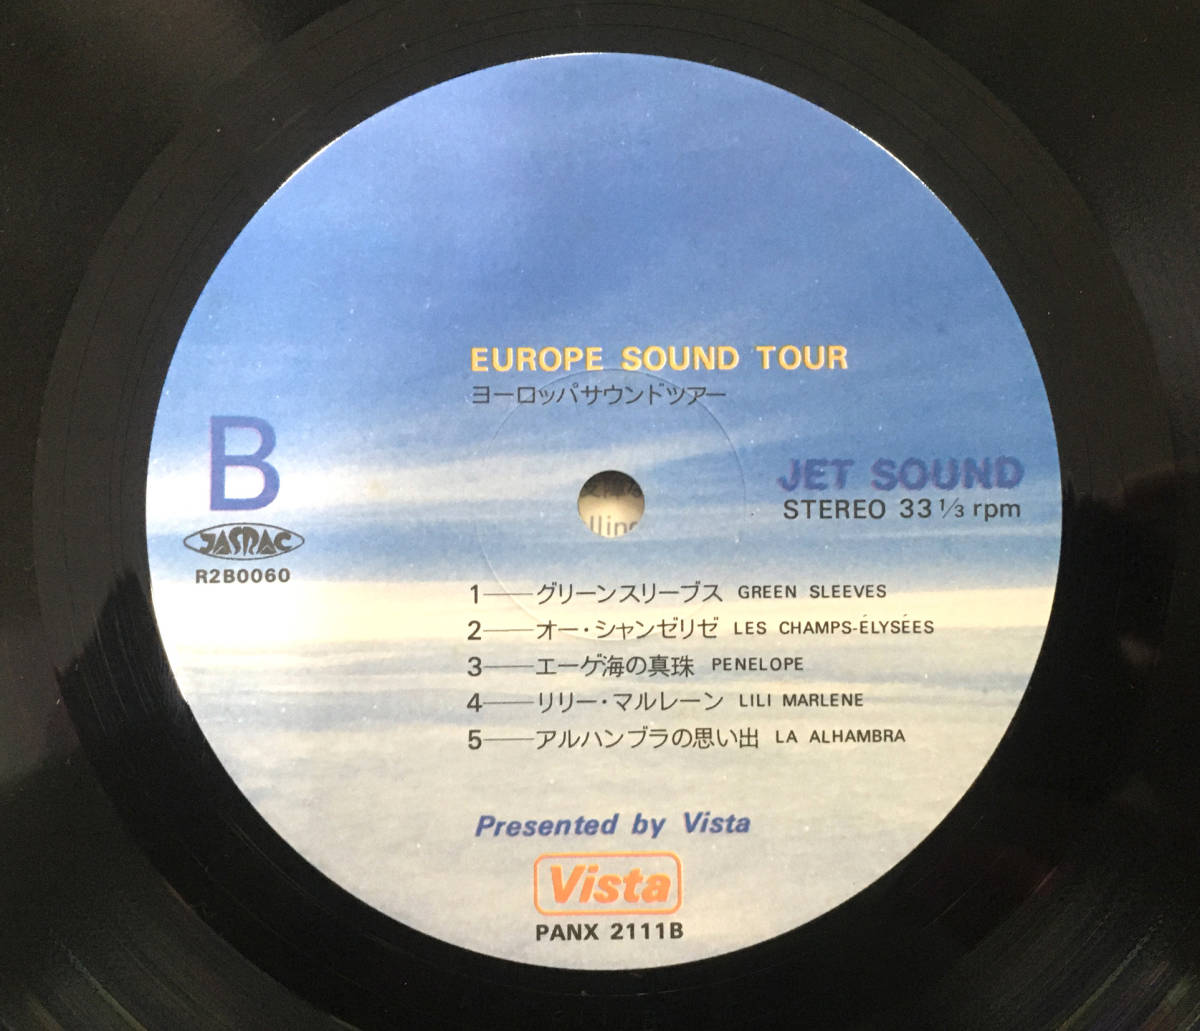 EUROPE SOUND TOUR
ヨーロッパサウンドツアー
B
JASRAC
R2B0060
JET SOUND
STEREO 33 1/3 rpm
1――グリーンスリーブス GREEN SLEEVES
2――オー・シャンゼリゼ LES CHAMPS-ÉLYSÉES
3――エーゲ海の真珠 PENELOPE
4――リリー・マルレーン LILI MARLENE
5――アルハンブラの思い出 LA ALHAMBRA
Presented by Vista
Vista
PANX 2111B